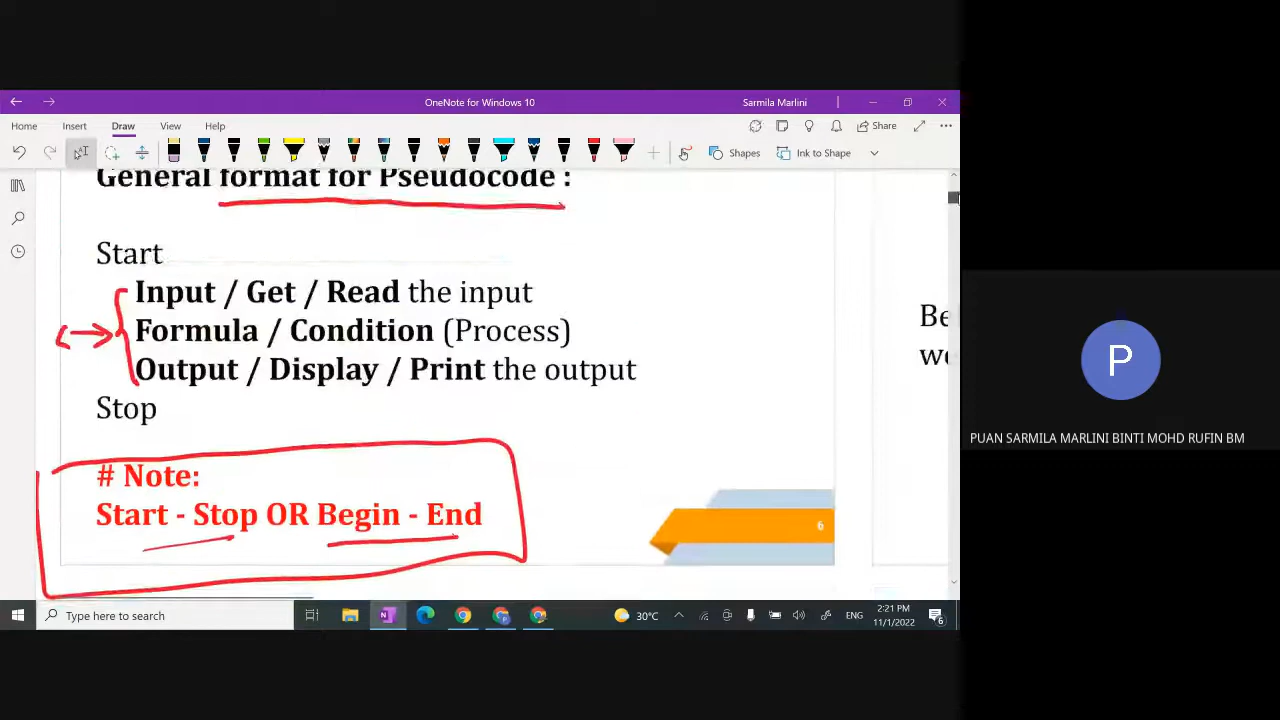 OneNote for Windows 10
Sarmila Marlini
Home Insert Draw View Help
Share
Shapes
Ink to Shape
General format for Pseudocode :
Start
Input / Get / Read the input
Formula / Condition (Process)
Output / Display / Print the output
Stop
# Note:
Start - Stop OR Begin - End
6
Be
we
P
PUAN SARMILA MARLINI BINTI MOHD RUFIN BM
Type here to search
30°C
ENG
2:21 PM
11/1/2022
6